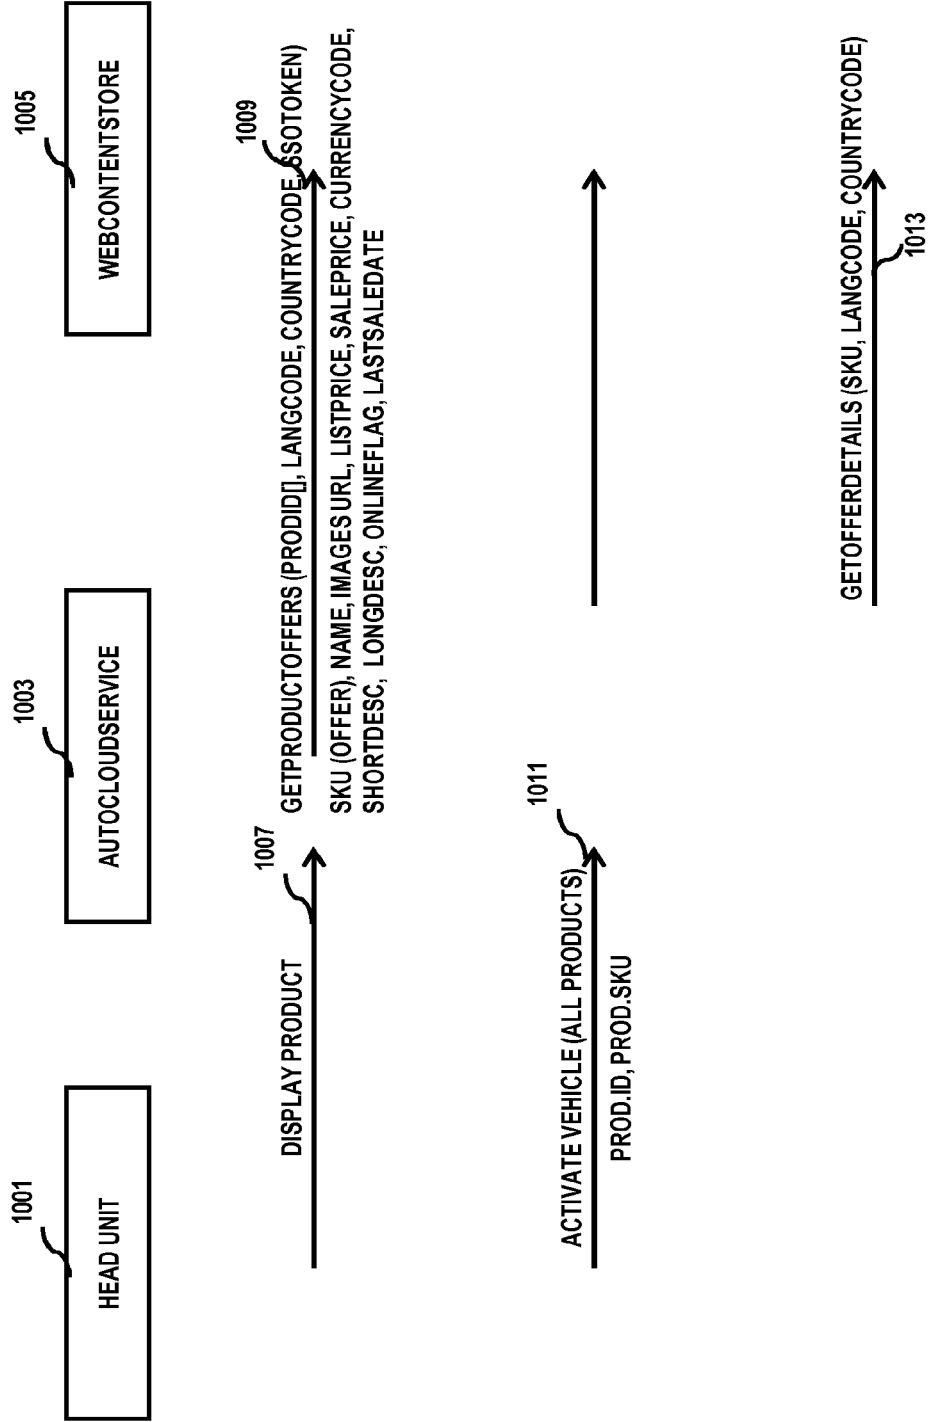 1001
HEAD UNIT
1003
AUTOCLOUDSERVICE
1005
WEBCONTENTSTORE
1007
DISPLAY PRODUCT
1009
GETPRODUCTOFFERS (PRODID[], LANGCODE, COUNTRYCODE, SSOTOKEN)
SKU (OFFER), NAME, IMAGES URL, LISTPRICE, SALEPRICE, CURRENCYCODE,
SHORTDESC, LONGDESC, ONLINEFLAG, LASTSALEDATE
1011
ACTIVATE VEHICLE (ALL PRODUCTS)
PROD.ID, PROD.SKU
GETOFFERDETAILS (SKU, LANGCODE, COUNTRYCODE)
1013